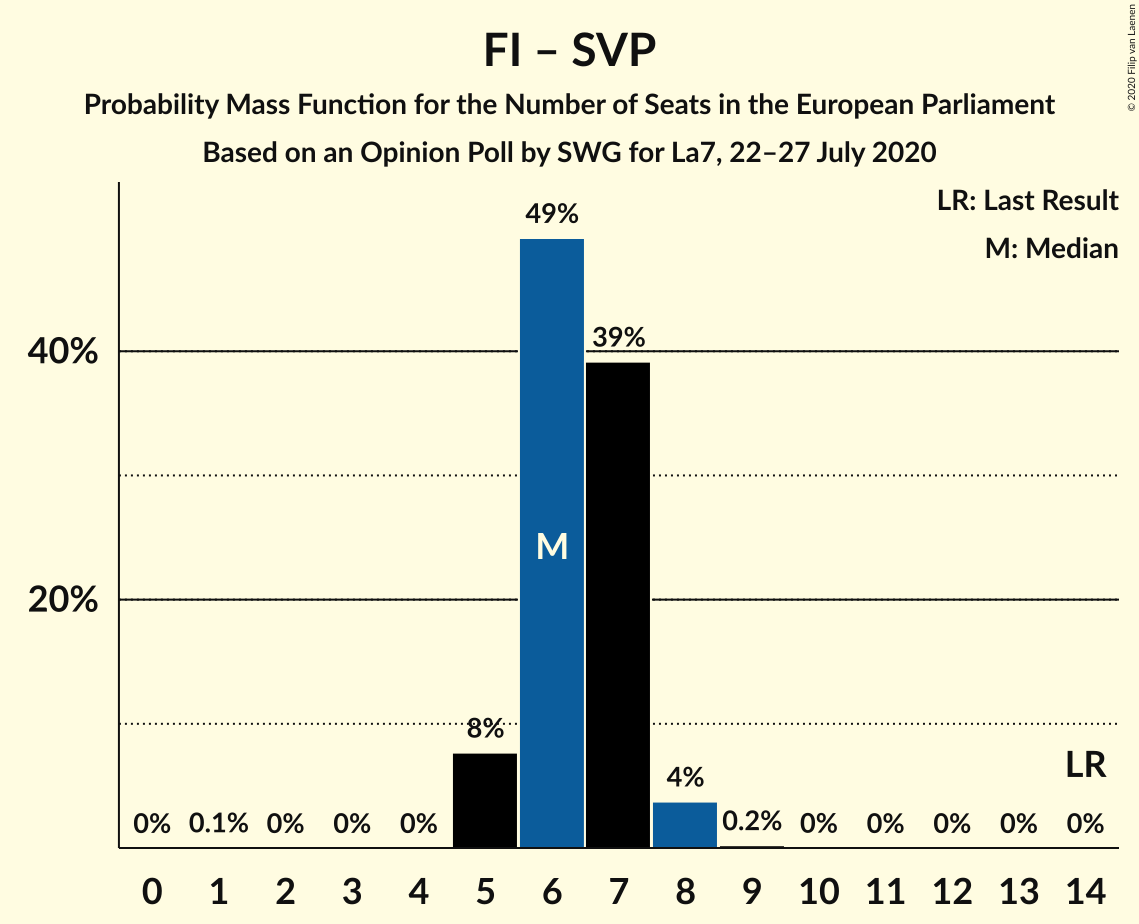 FI – SVP
Probability Mass Function for the Number of Seats in the European Parliament
Based on an Opinion Poll by SWG for La7, 22–27 July 2020
© 2020 Filip van Laenen
LR: Last Result
M: Median
49%
39%
40%
M
20%
8%
4%
LR
0% 0.1% 0% 0% 0% 0.2% 0% 0% 0% 0% 0%
0 1 2 3 4 5 6 7 8 9 10 11 12 13 14